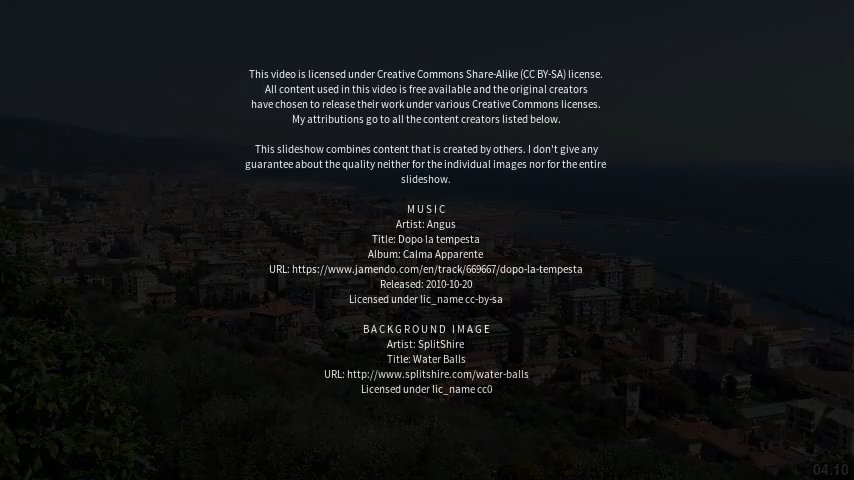 This video is licensed under Creative Commons Share-Alike (CC BY-SA) license.
All content used in this video is free available and the original creators
have chosen to release their work under various Creative Commons licenses.
My attributions go to all the content creators listed below.
This slideshow combines content that is created by others. I don't give any
guarantee about the quality neither for the individual images nor for the entire
slideshow.
MUSIC
Artist: Angus
Title: Dopo la tempesta
Album: Calma Apparente
URL: https://www.jamendo.com/en/track/669667/dopo-la-tempesta
Released: 2010-10-20
Licensed under lic_name cc-by-sa
BACKGROUND IMAGE
Artist: SplitShire
Title: Water Balls
URL: http://www.splitshire.com/water-balls
Licensed under lic_name cc0
04.10